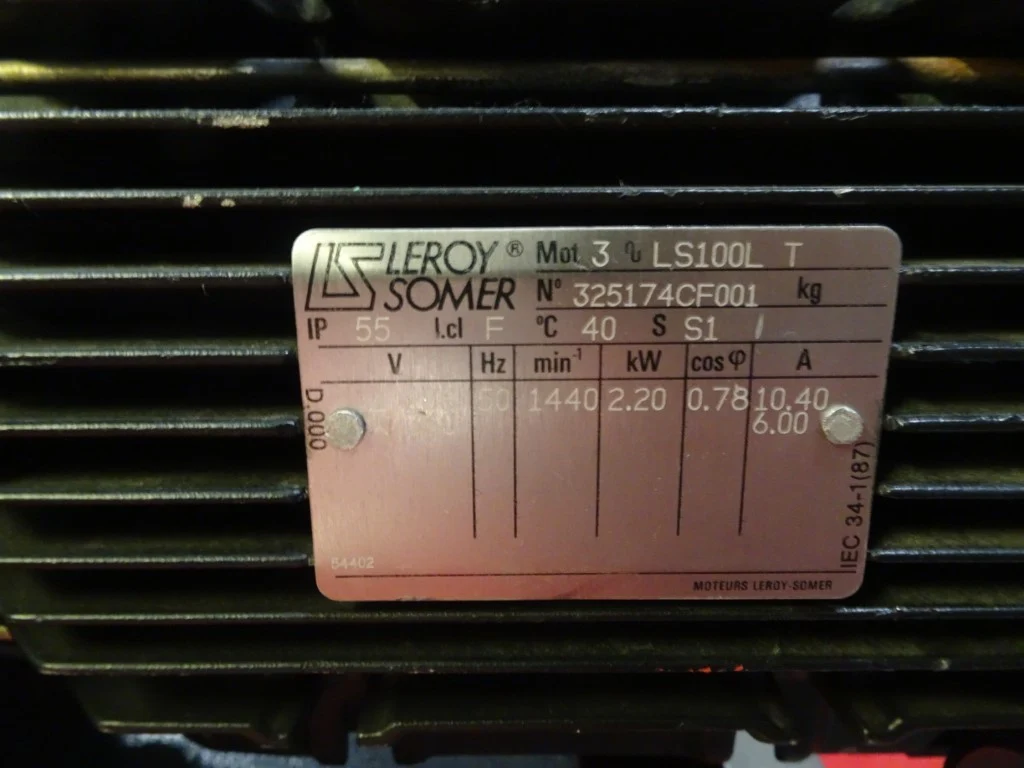 LEROY® Mot. 3 ∿ LS100L T
SOMER N° 325174CF001 kg
IP 55 I.cl F °C 40 S S1
V Hz min⁻¹ kW cos φ A
50 1440 2.20 0.78 10.40
6.00
D.000
IEC 34-1(87)
64402
MOTEURS LEROY-SOMER